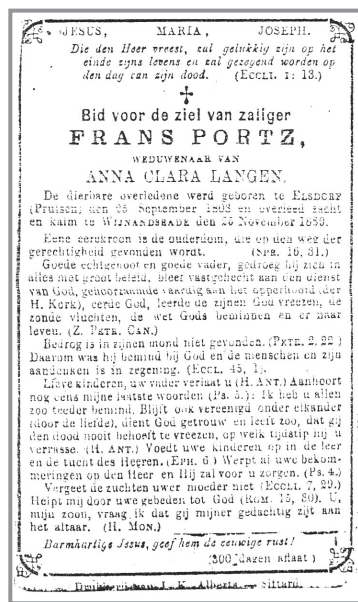 JESUS, MARIA, JOSEPH.
Die den Heer vreest, zal gelukkig zijn op het
einde zijns levens en zal gezegend worden op
den dag van zijn dood. (ECCLI. 1: 13.)
Bid voor de ziel van zaliger
FRANS PORTZ,
WEDUWENAAR VAN
ANNA CLARA LANGEN.
De dierbare overledene werd geboren te ELSDORF
(Pruisen) den 25 September en overleed zacht
en kalm te WIJNANDSRADE den November
Eene eerekroon is de ouderdom, die op den weg der
gerechtigheid gevonden wordt. (SPR. 16, 31.)
Goede echtgenoot en goede vader, gedroeg hij zich in
alles met groot beleid, bleef vastgehecht aan den dienst
van God, gehoorzaamde vaardig aan het opperhoofd (der
H. Kerk), eerde God, leerde de zijnen God vreezen, de
zonde vluchten, de wet Gods beminnen en er naar
leven. (Z. PETR. CAN.)
Bedrog is in zijnen mond niet gevonden. (PETR. 2. 22)
Daarom was hij bemind bij God en de menschen en zijn
aandenken is in zegening. (ECCL. 45, 1).
Lieve kinderen, uw vader verlaat u (H. ANT.) Aanhoort
nog eens mijne laatste woorden (Ps. 5.): Ik heb u allen
zoo teeder bemind. Blijft ook vereenigd onder elkander
(door de liefde), dient God getrouw en leeft zoo, dat gij
den dood nooit behoeft te vreezen, op welk tijdstip hij u
verrasse. (H. ANT.) Voedt uwe kinderen op in de leer
en de tucht des Heeren. (EPH. 6.) Werpt al uwe bekom-
meringen op den Heer en Hij zal voor u zorgen. (Ps. 4.)
Vergeet de zuchten uwer moeder niet (ECCLI. 7, 29.)
Helpt mij door uwe gebeden tot God (ROM. 15, 30). U,
mijn zoon, vraag ik dat gij mijner gedachtig zijt aan
het altaar. (H. MON.)
Barmhartige Jesus, geef hem de eeuwige rust!
(300 dagen aflaat)
J. K. Alberts — Sittard.